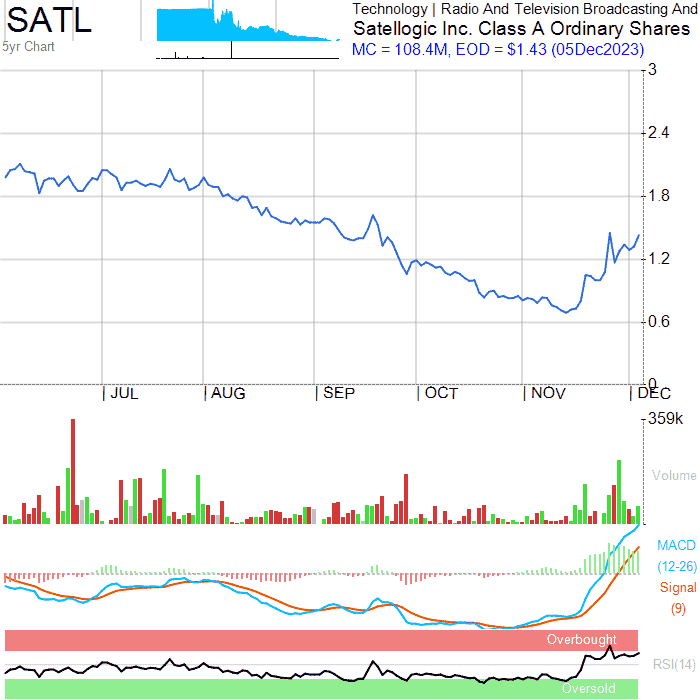 SATL
5yr Chart
Technology | Radio And Television Broadcasting And
Satellogic Inc. Class A Ordinary Shares
MC = 108.4M, EOD = $1.43 (05Dec2023)
3
2.4
1.8
1.2
0.6
0
JUL AUG SEP OCT NOV DEC
359k
Volume
MACD
(12-26)
Signal
(9)
Overbought
RSI(14)
Oversold